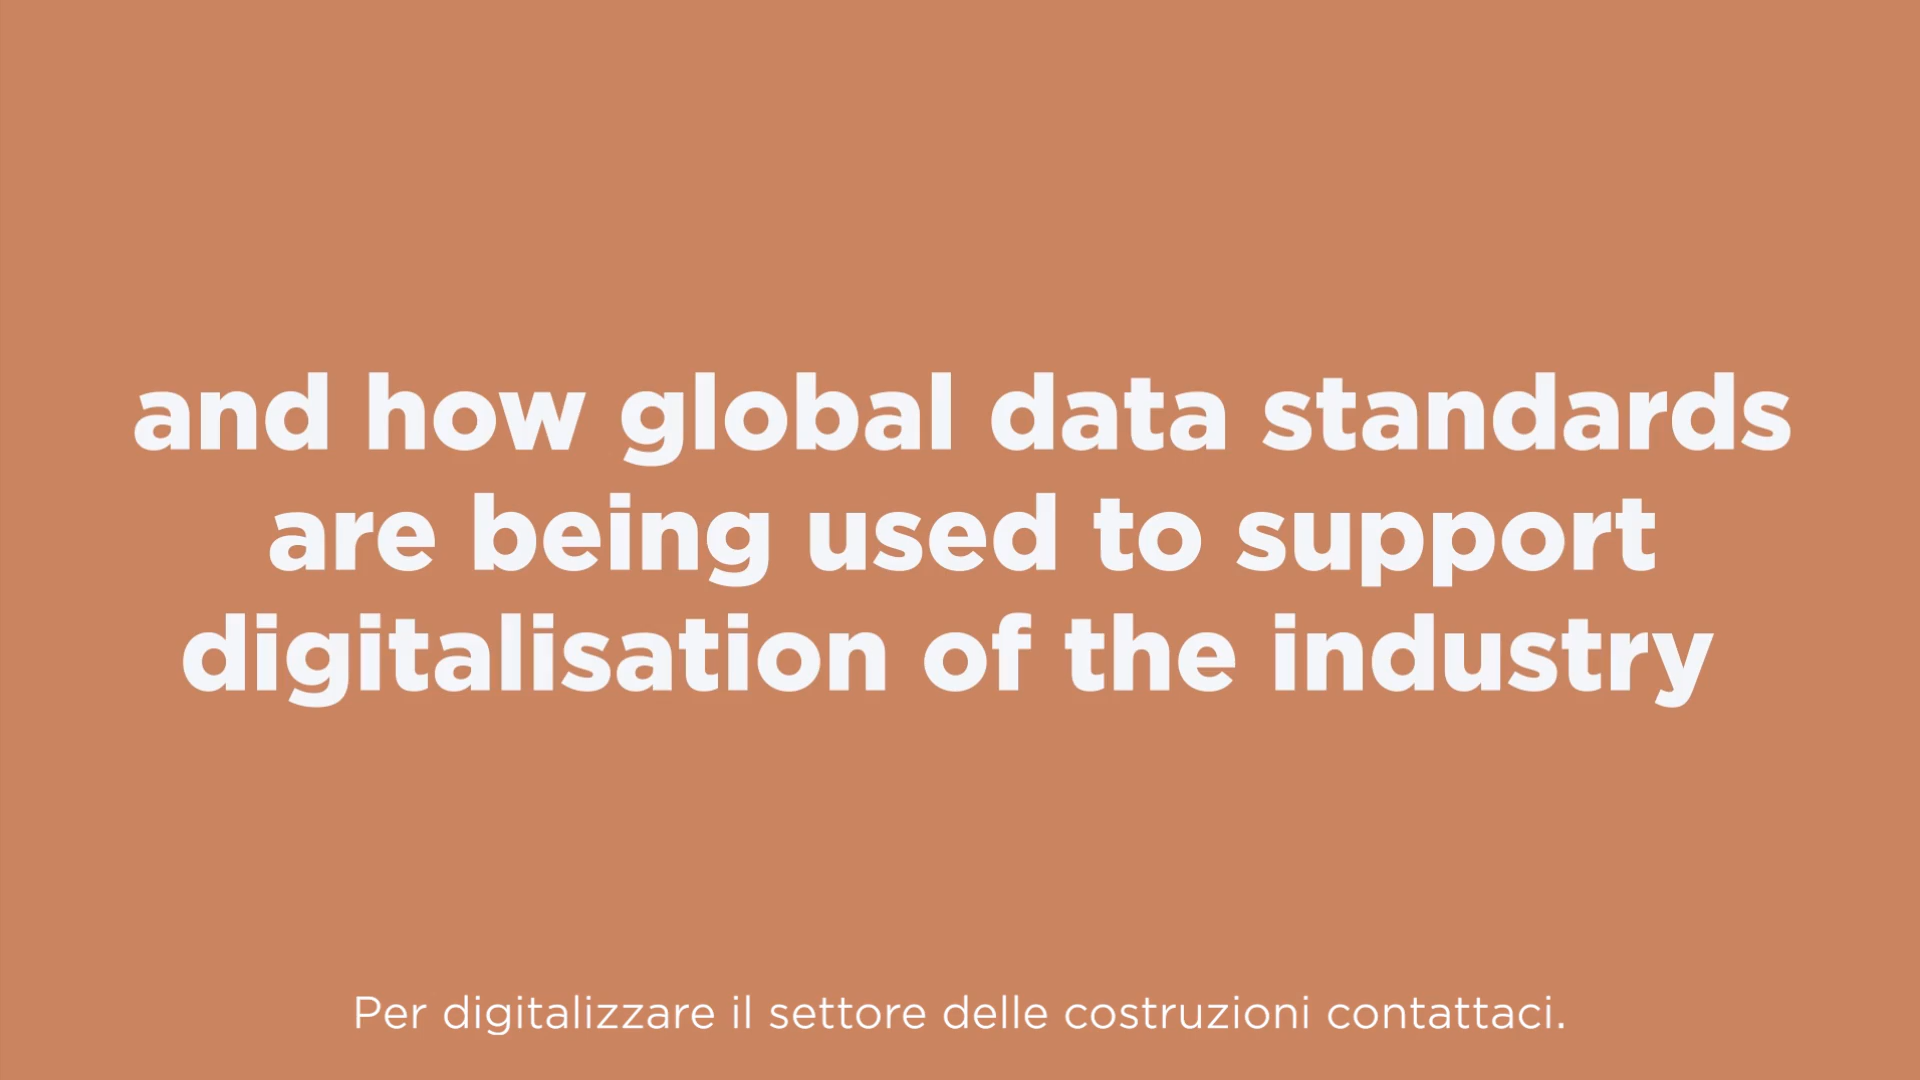 and how global data standards
are being used to support
digitalisation of the industry
Per digitalizzare il settore delle costruzioni contattaci.